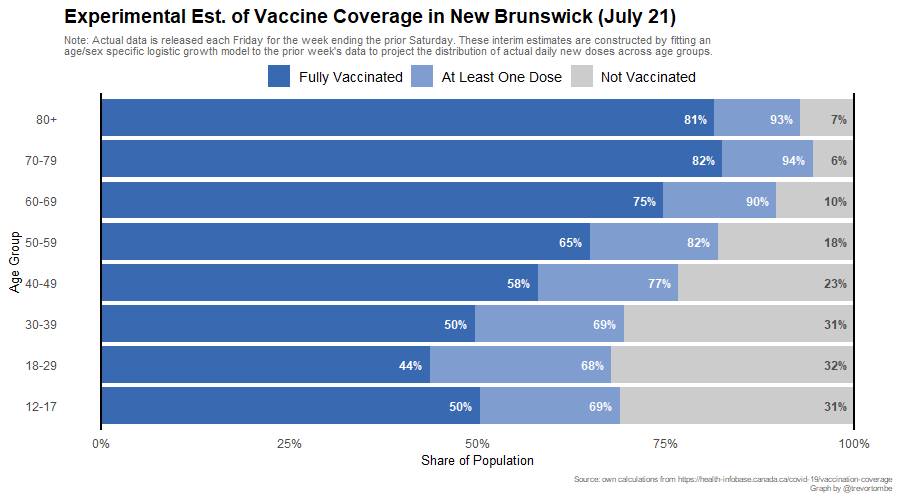 Experimental Est. of Vaccine Coverage in New Brunswick (July 21)
Note: Actual data is released each Friday for the week ending the prior Saturday. These interim estimates are constructed by fitting an
age/sex specific logistic growth model to the prior week's data to project the distribution of actual daily new doses across age groups.
Fully Vaccinated At Least One Dose Not Vaccinated
80+ 81% 93% 7%
70-79 82% 94% 6%
60-69 75% 90% 10%
50-59 65% 82% 18%
Age Group
40-49 58% 77% 23%
30-39 50% 69% 31%
18-29 44% 68% 32%
12-17 50% 69% 31%
0% 25% 50% 75% 100%
Share of Population
Source: own calculations from https://health-infobase.canada.ca/covid-19/vaccination-coverage
Graph by @trevortombe